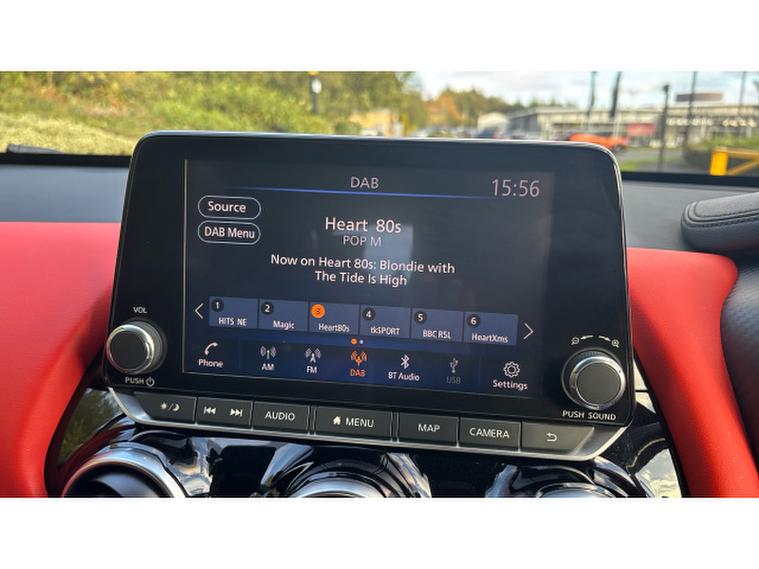 DAB
15:56
Source
DAB Menu
Heart 80s
POP M
Now on Heart 80s: Blondie with
The Tide Is High
1 HITS NE
2 Magic
3 Heart80s
4 tkSPORT
5 BBC RSL
6 HeartXms
Phone
AM
FM
DAB
BT Audio
USB
Settings
VOL
PUSH
PUSH SOUND
AUDIO
MENU
MAP
CAMERA